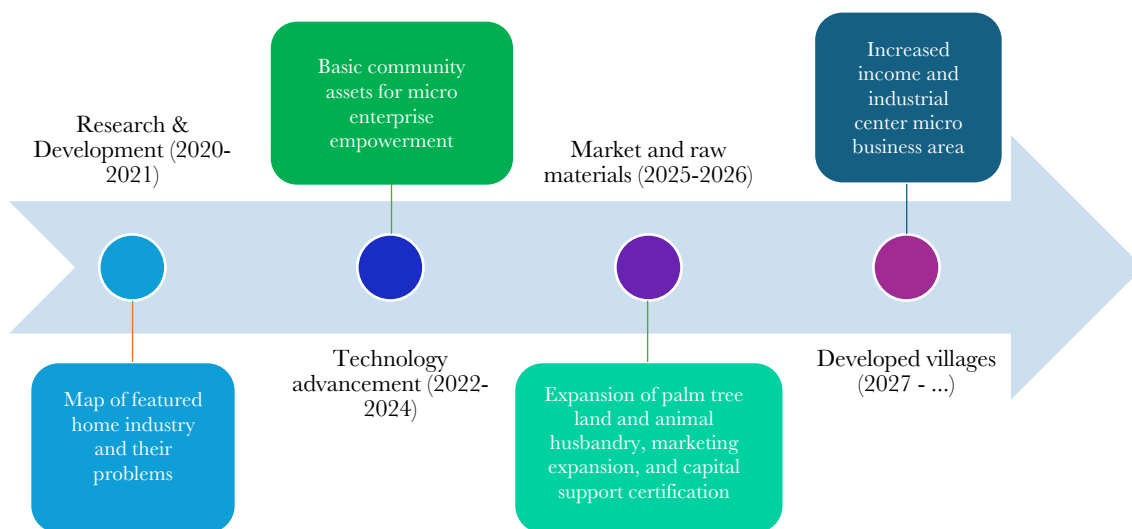 Research &
Development (2020-
2021)
Map of featured
home industry
and their
problems
Basic community
assets for micro
enterprise
empowerment
Technology
advancement (2022-
2024)
Market and raw
materials (2025-2026)
Expansion of palm tree
land and animal
husbandry, marketing
expansion, and capital
support certification
Increased
income and
industrial
center micro
business area
Developed villages
(2027 - ...)